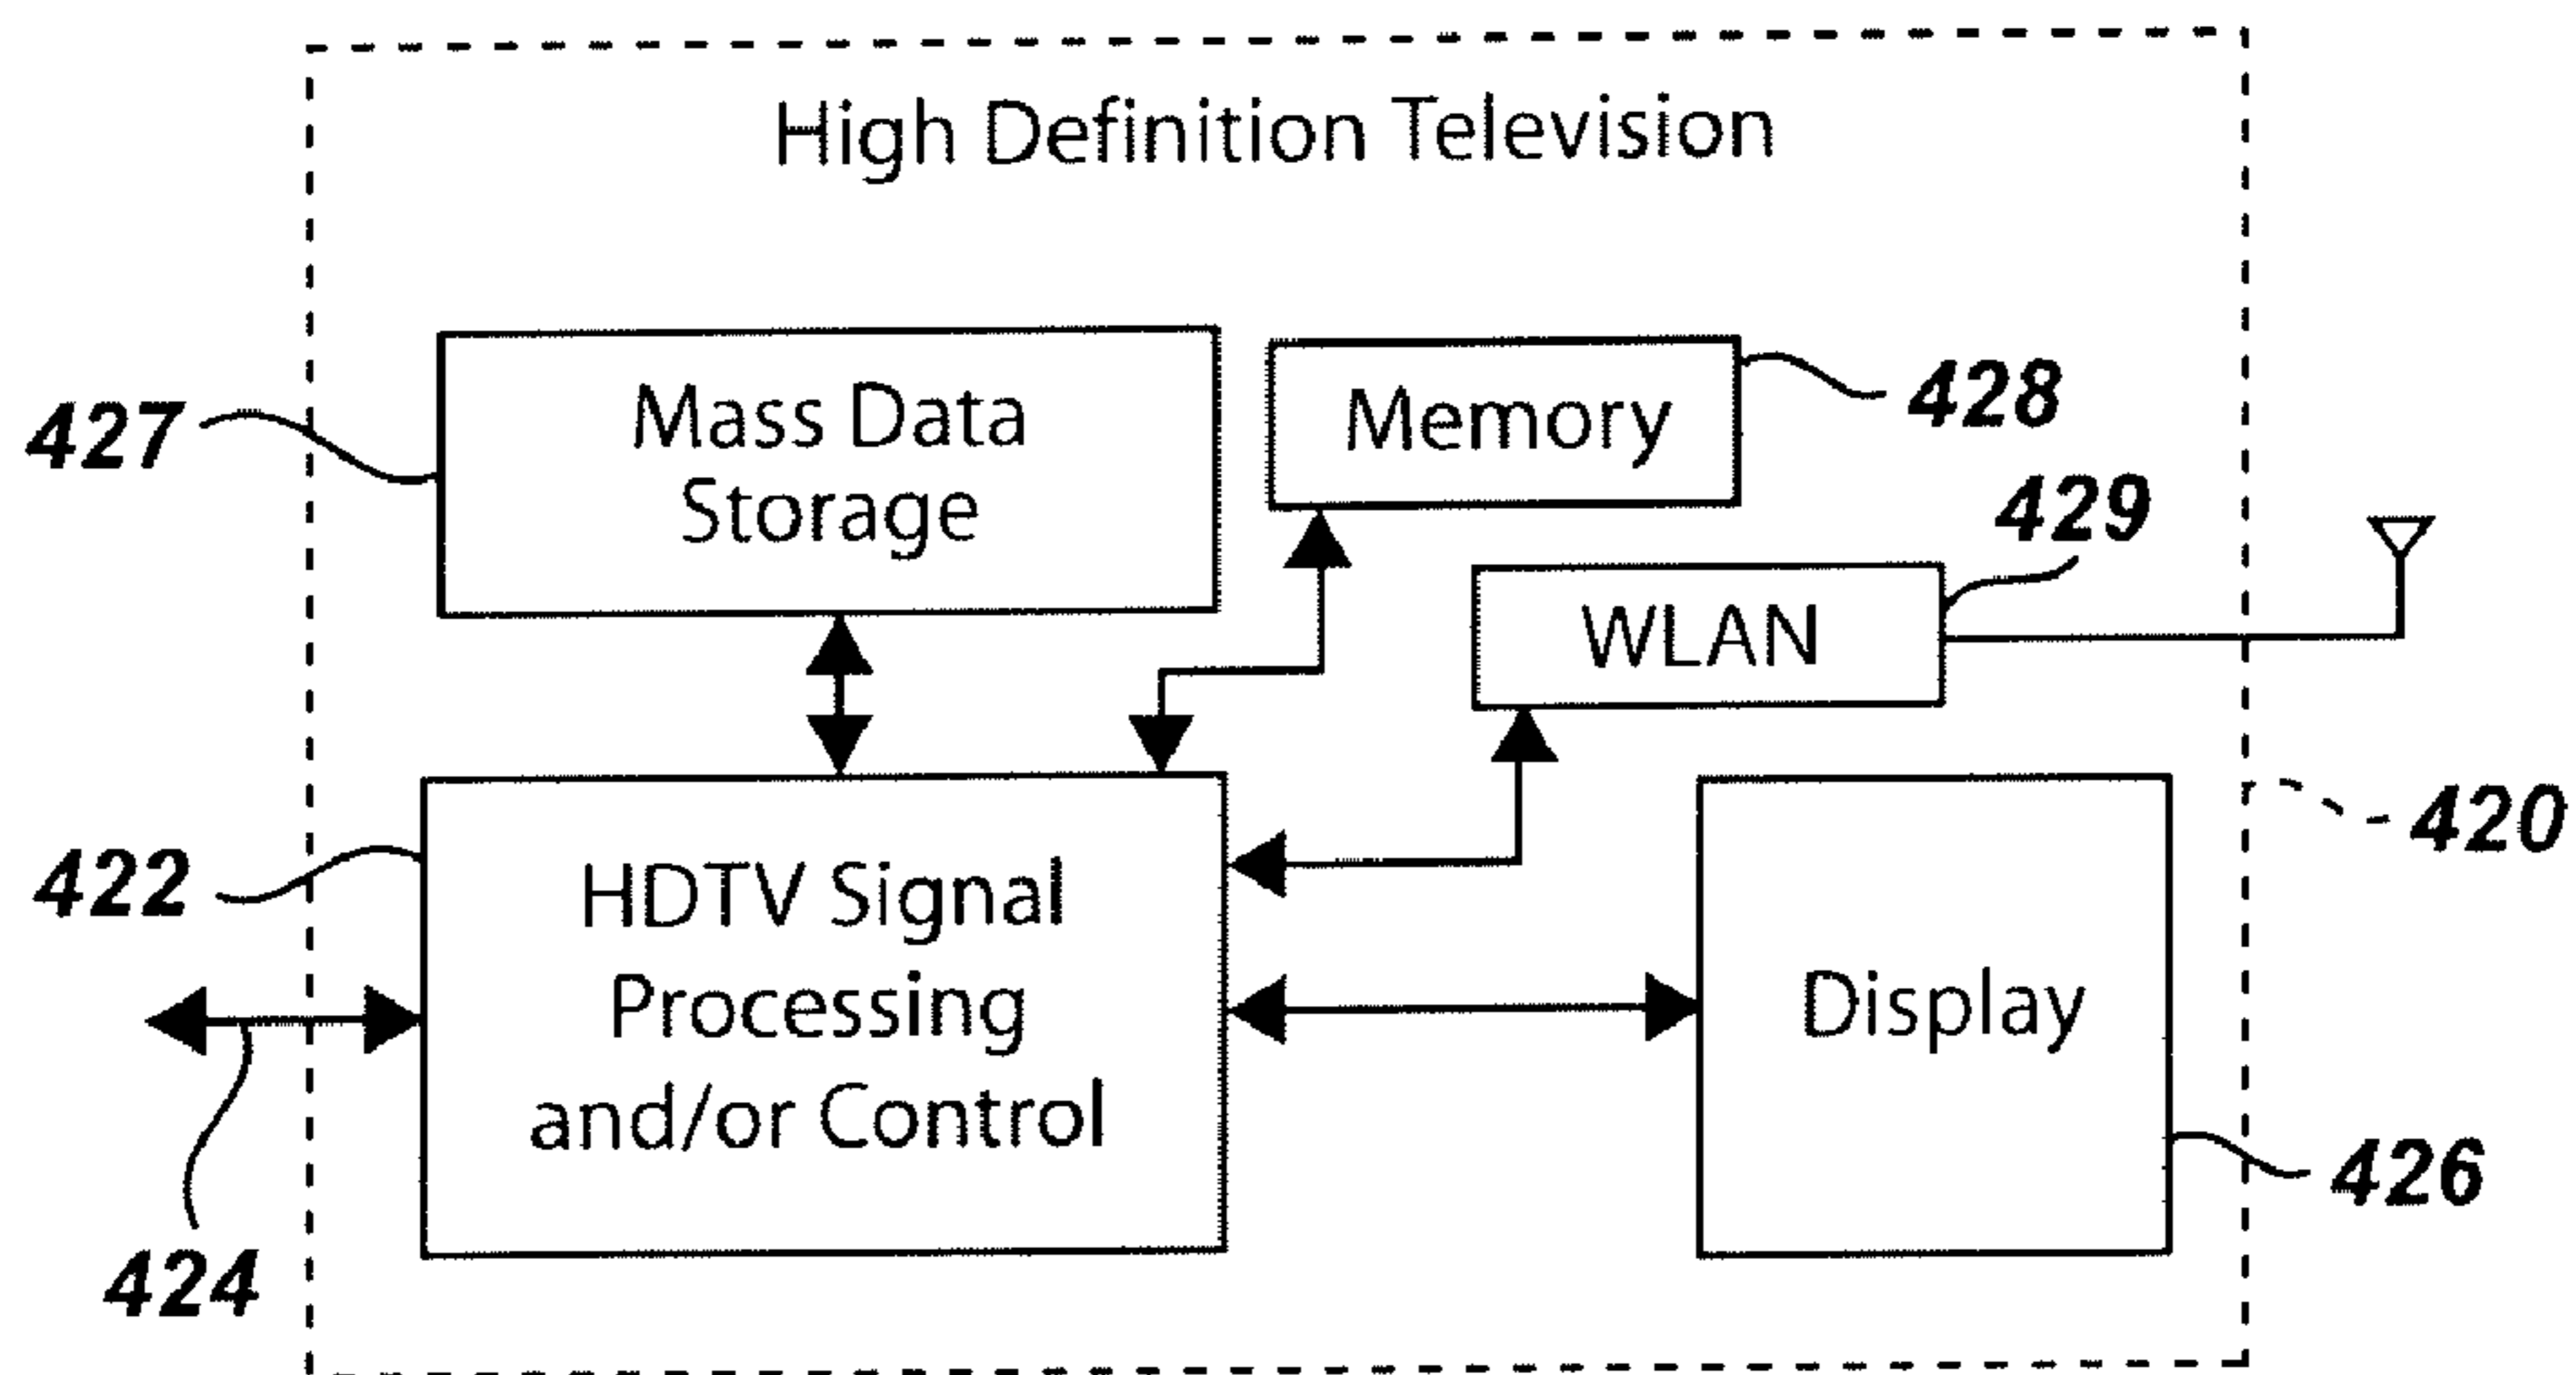 High Definition Television
427
Mass Data
Storage
Memory
428
429
WLAN
422
HDTV Signal
Processing
and/or Control
Display
420
424
426